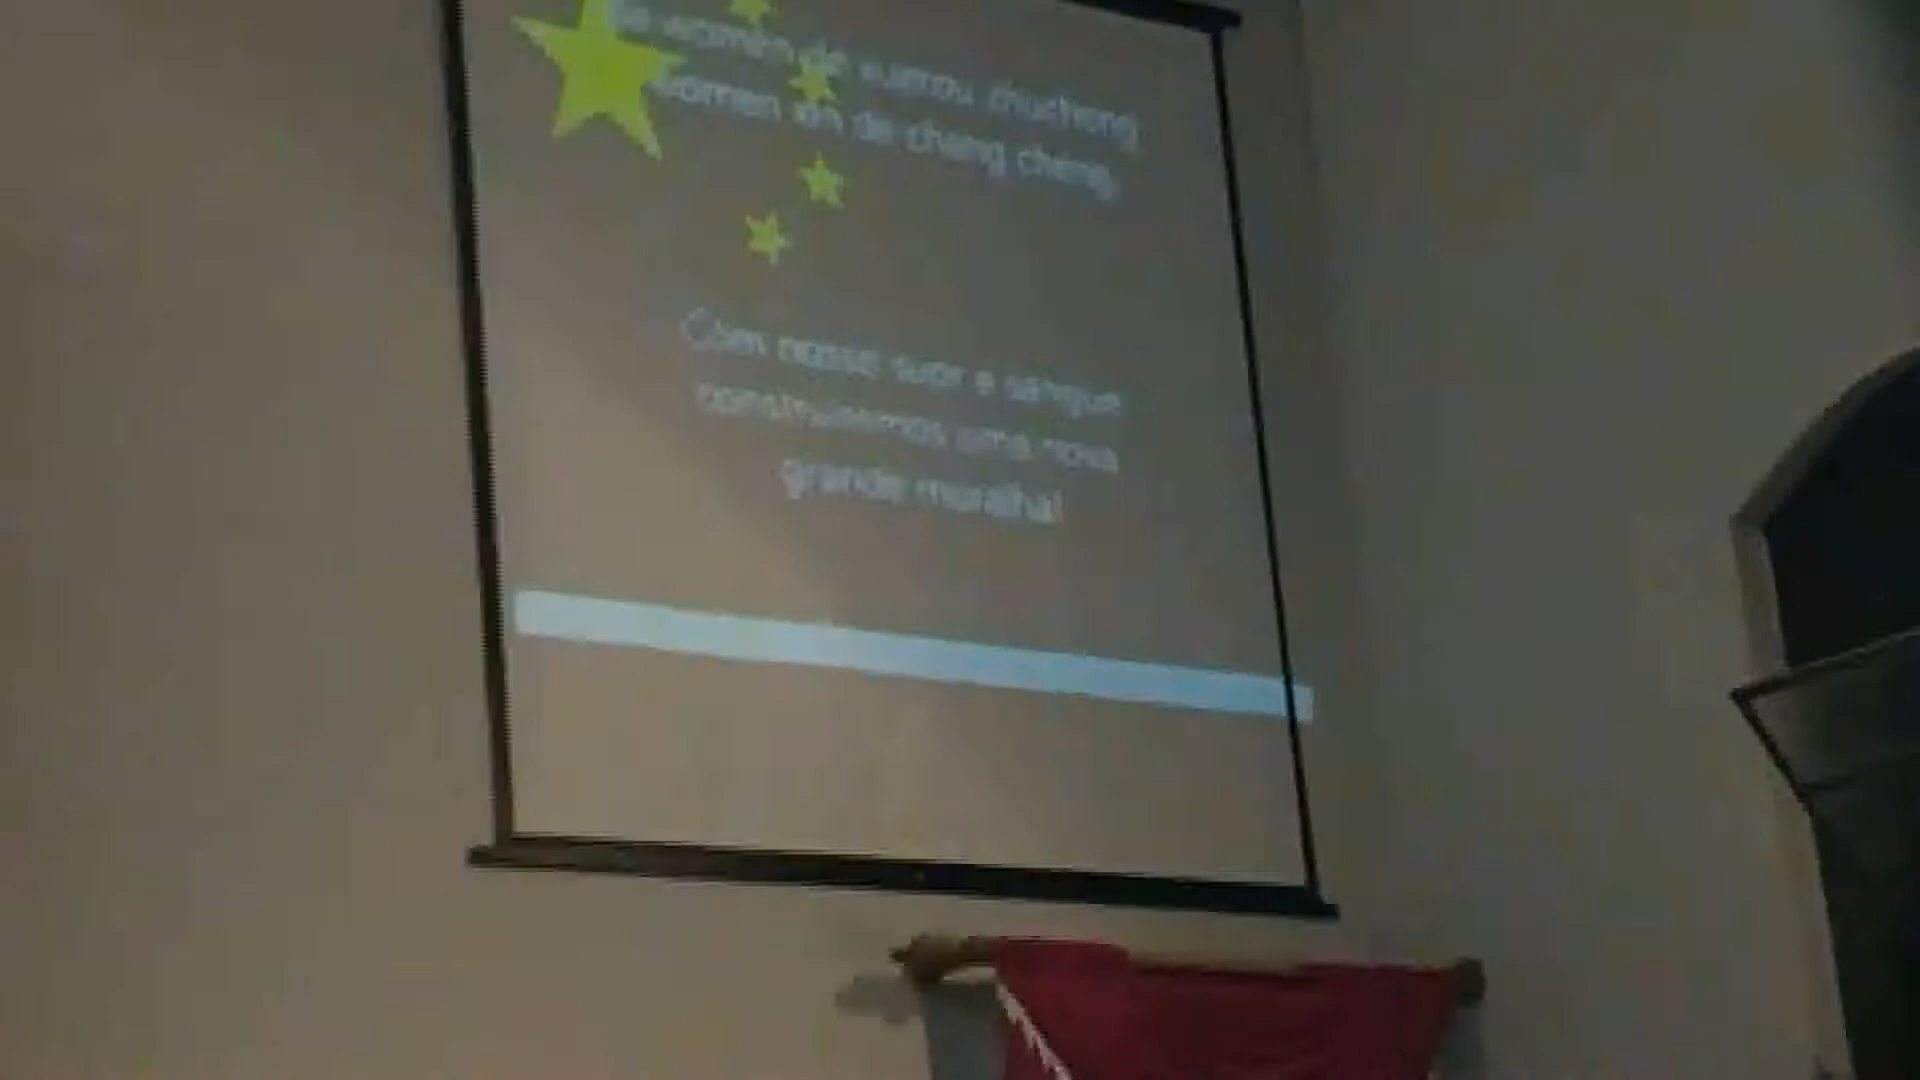 women de xuerou zhucheng
women xin de chang cheng,
Com nosso suor e sangue
construiremos uma nova
grande muralha!